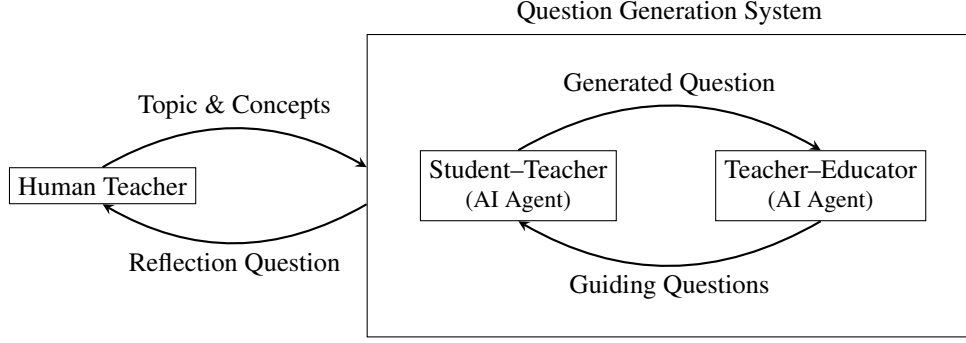 Question Generation System
Generated Question
Topic & Concepts
Student–Teacher
(AI Agent)
Teacher–Educator
(AI Agent)
Human Teacher
Reflection Question
Guiding Questions